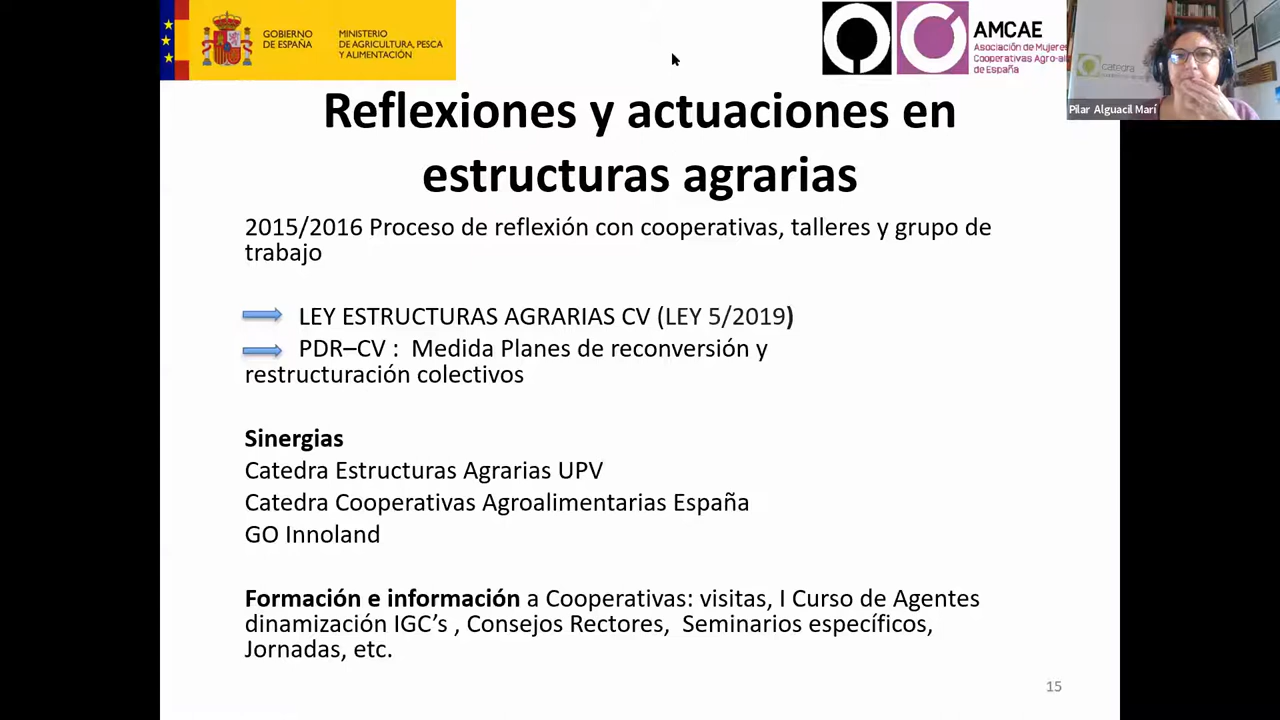 GOBIERNO
DE ESPAÑA
MINISTERIO
DE AGRICULTURA, PESCA
Y ALIMENTACIÓN
AMCAE
Asociación de Mujeres
Cooperativas Agro-ali
de España
catedra
Pilar Alguacil Marí
Reflexiones y actuaciones en
estructuras agrarias
2015/2016 Proceso de reflexión con cooperativas, talleres y grupo de
trabajo
LEY ESTRUCTURAS AGRARIAS CV (LEY 5/2019)
PDR–CV : Medida Planes de reconversión y
restructuración colectivos
Sinergias
Catedra Estructuras Agrarias UPV
Catedra Cooperativas Agroalimentarias España
GO Innoland
Formación e información a Cooperativas: visitas, I Curso de Agentes
dinamización IGC’s , Consejos Rectores, Seminarios específicos,
Jornadas, etc.
15